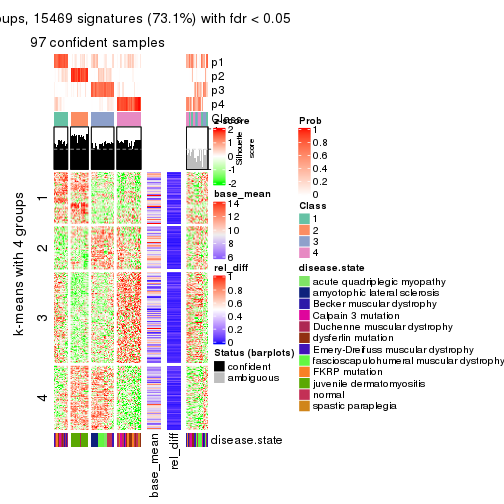 oups, 15469 signatures (73.1%) with fdr < 0.05
97 confident samples
p1
p2
p3
p4
Class
1
2
3
4
k-means with 4 groups
Silhouette
score
z-score
2
1
0
-1
-2
base_mean
14
12
10
8
6
rel_diff
1
0.8
0.6
0.4
0.2
0
Status (barplots)
confident
ambiguous
disease.state
base_mean
rel_diff
Prob
1
0.8
0.6
0.4
0.2
0
Class
1
2
3
4
disease.state
acute quadriplegic myopathy
amyotophic lateral sclerosis
Becker muscular dystrophy
Calpain 3 mutation
Duchenne muscular dystrophy
dysferlin mutation
Emery-Dreifuss muscular dystrophy
fascioscapulohumeral muscular dystrophy
FKRP mutation
juvenile dermatomyositis
normal
spastic paraplegia